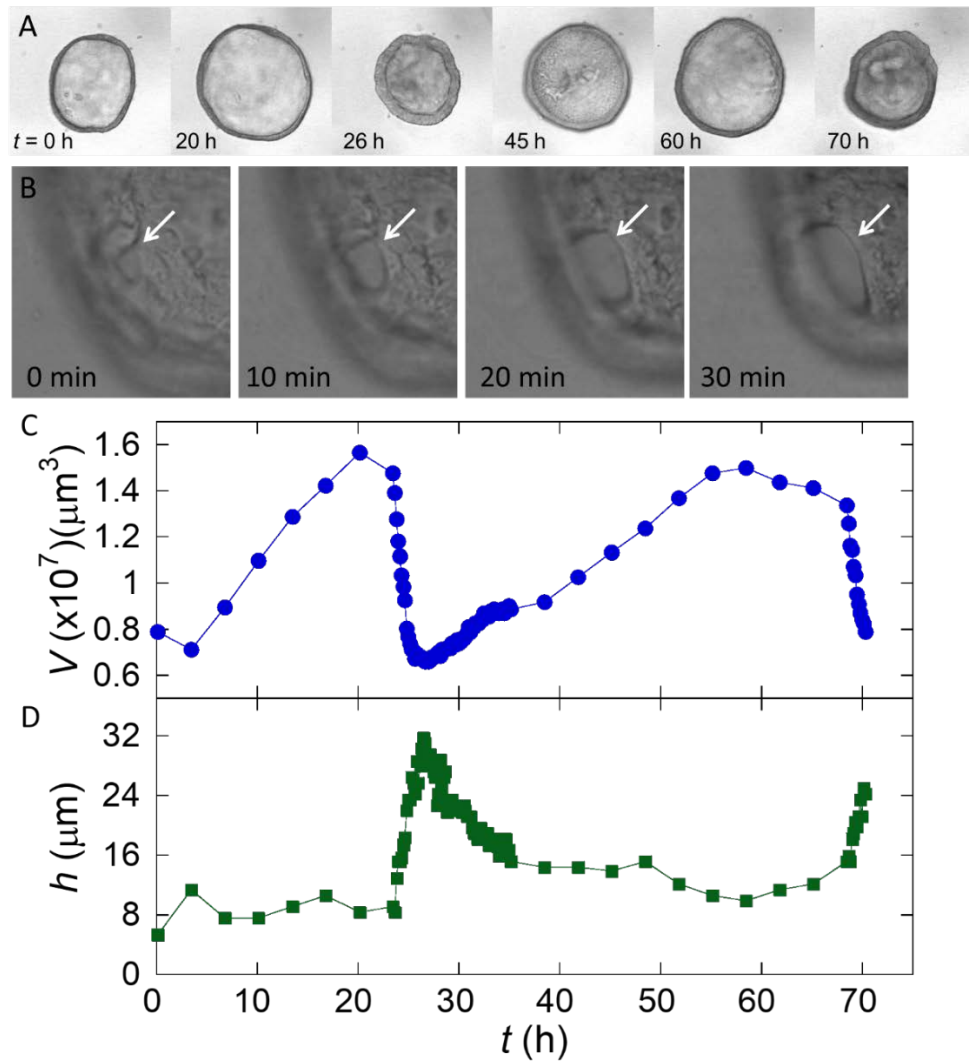 A
t = 0 h
20 h
26 h
45 h
60 h
70 h
B
0 min
10 min
20 min
30 min
C
V (x10⁷)(μm³)
1.6
1.4
1.2
1
0.8
0.6
D
h (μm)
32
24
16
8
0
0
10
20
30
40
50
60
70
t (h)